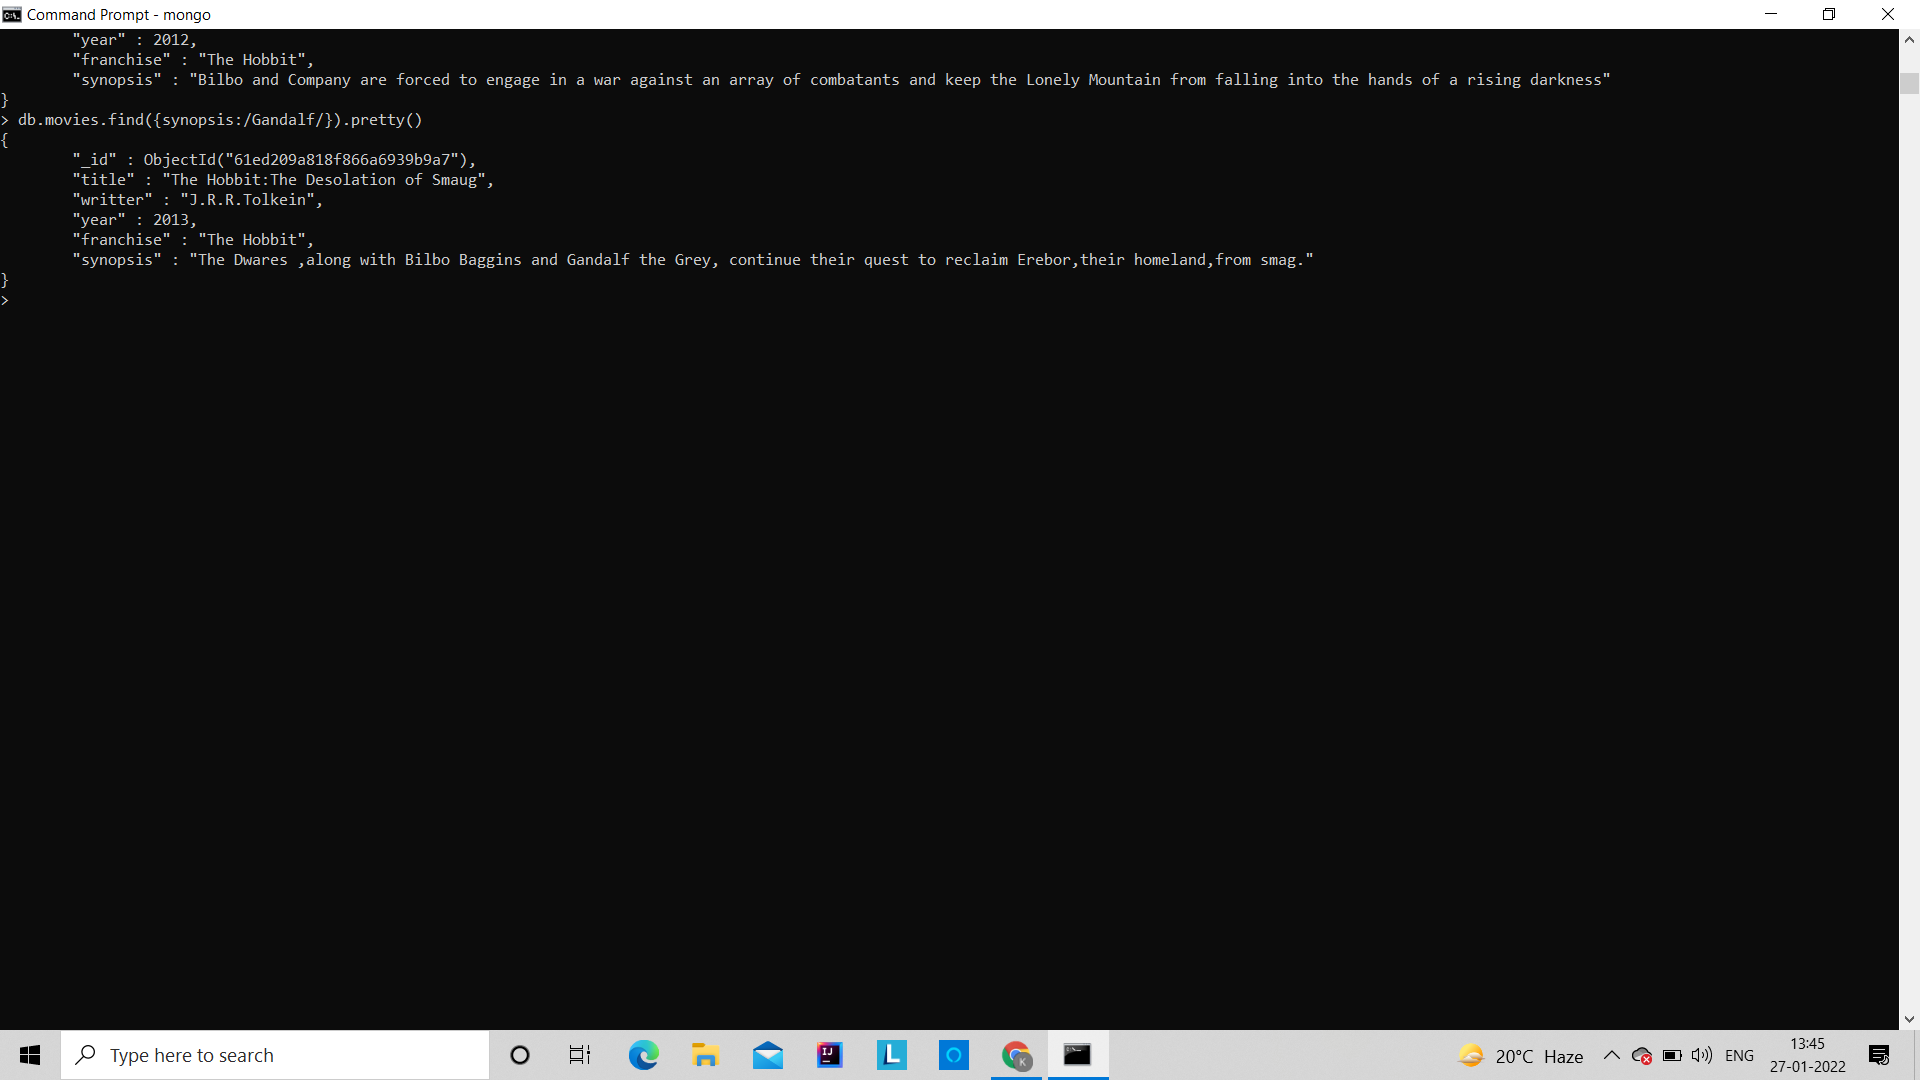 Command Prompt - mongo
"year" : 2012,
"franchise" : "The Hobbit",
"synopsis" : "Bilbo and Company are forced to engage in a war against an array of combatants and keep the Lonely Mountain from falling into the hands of a rising darkness"
}
> db.movies.find({synopsis:/Gandalf/}).pretty()
{
"_id" : ObjectId("61ed209a818f866a6939b9a7"),
"title" : "The Hobbit:The Desolation of Smaug",
"writter" : "J.R.R.Tolkein",
"year" : 2013,
"franchise" : "The Hobbit",
"synopsis" : "The Dwares ,along with Bilbo Baggins and Gandalf the Grey, continue their quest to reclaim Erebor,their homeland,from smag."
}
>
Type here to search
IJ
L
K
20°C Haze
ENG
13:45
27-01-2022